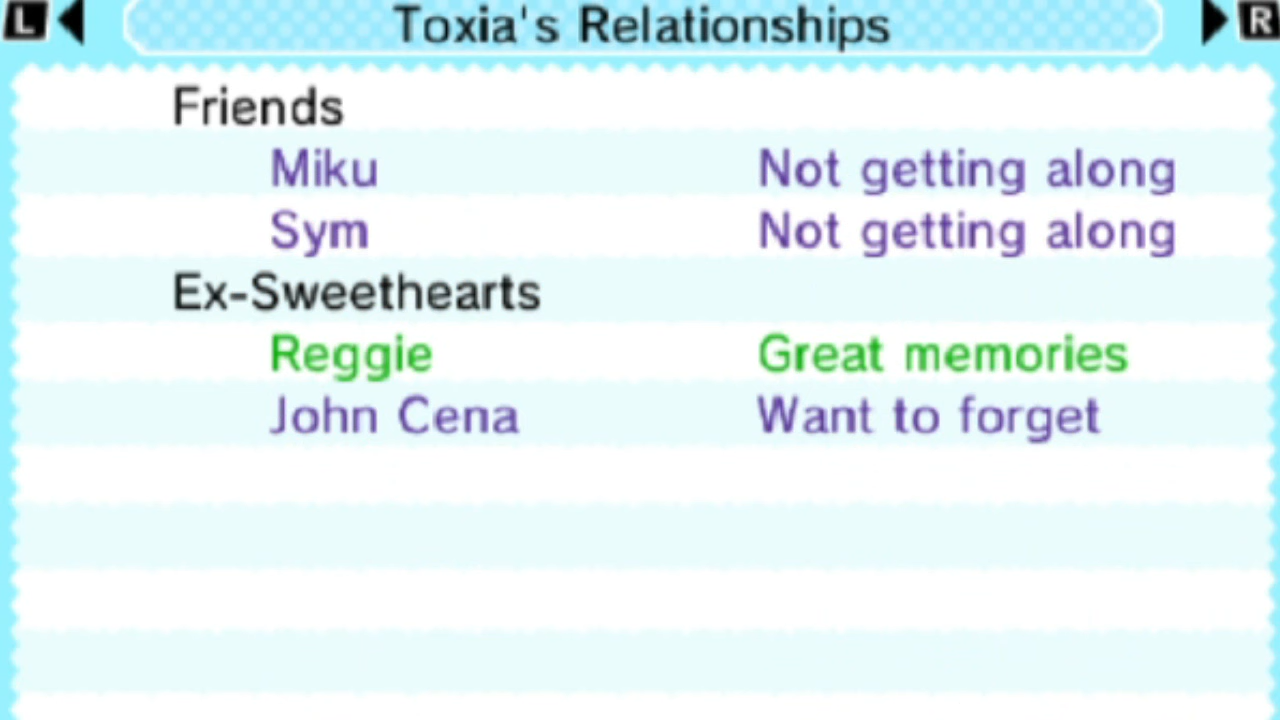 L Toxia's Relationships R
Friends
Miku Not getting along
Sym Not getting along
Ex-Sweethearts
Reggie Great memories
John Cena Want to forget